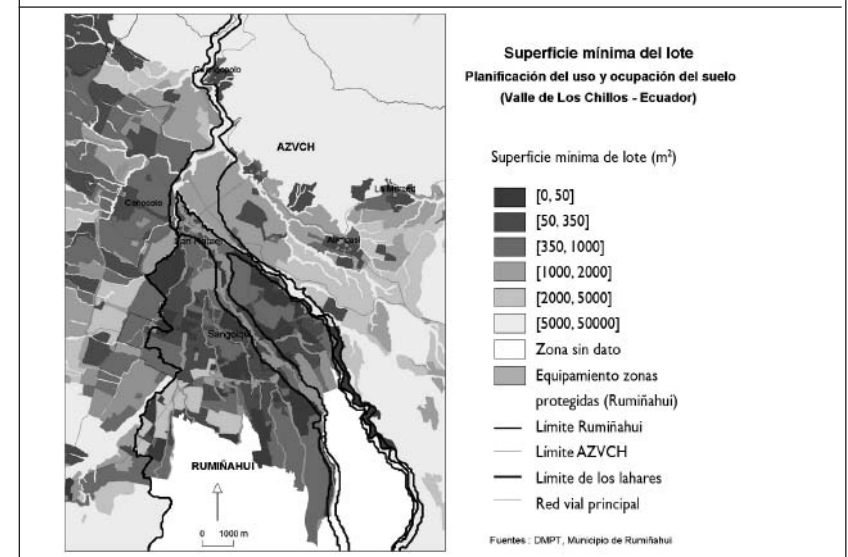 Superficie mínima del lote
Planificación del uso y ocupación del suelo
(Valle de Los Chillos - Ecuador)
AZVCH
Superficie mínima de lote (m²)
[0, 50]
[50, 350]
[350, 1000]
[1000, 2000]
[2000, 5000]
[5000, 50000]
Zona sin dato
Equipamiento zonas
protegidas (Rumiñahui)
Límite Rumiñahui
Límite AZVCH
Límite de los lahares
Red vial principal
Conocoto
Sangolquí
RUMIÑAHUI
0 1000 m
Fuentes : DMPT, Municipio de Rumiñahui